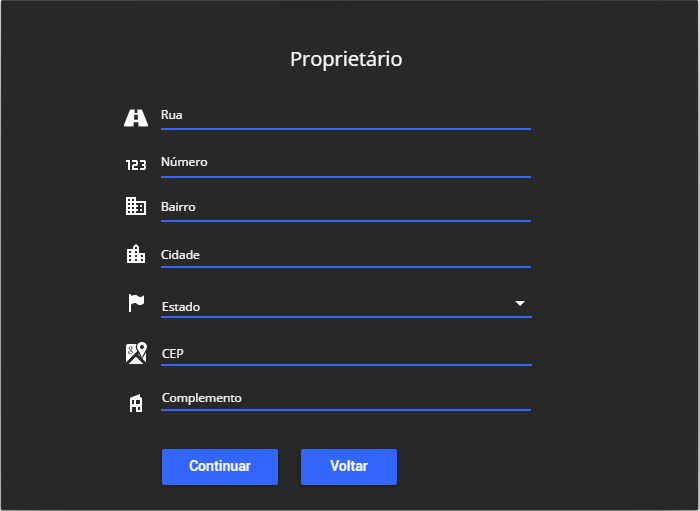 Proprietário
Rua
123 Número
Bairro
Cidade
Estado
CEP
Complemento
Continuar Voltar